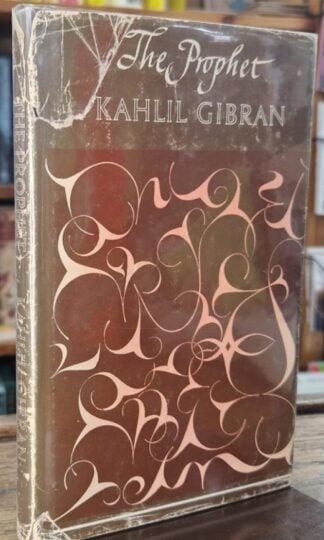 The Prophet
KAHLIL GIBRAN
THE PROPHET KAHLIL GIBRAN